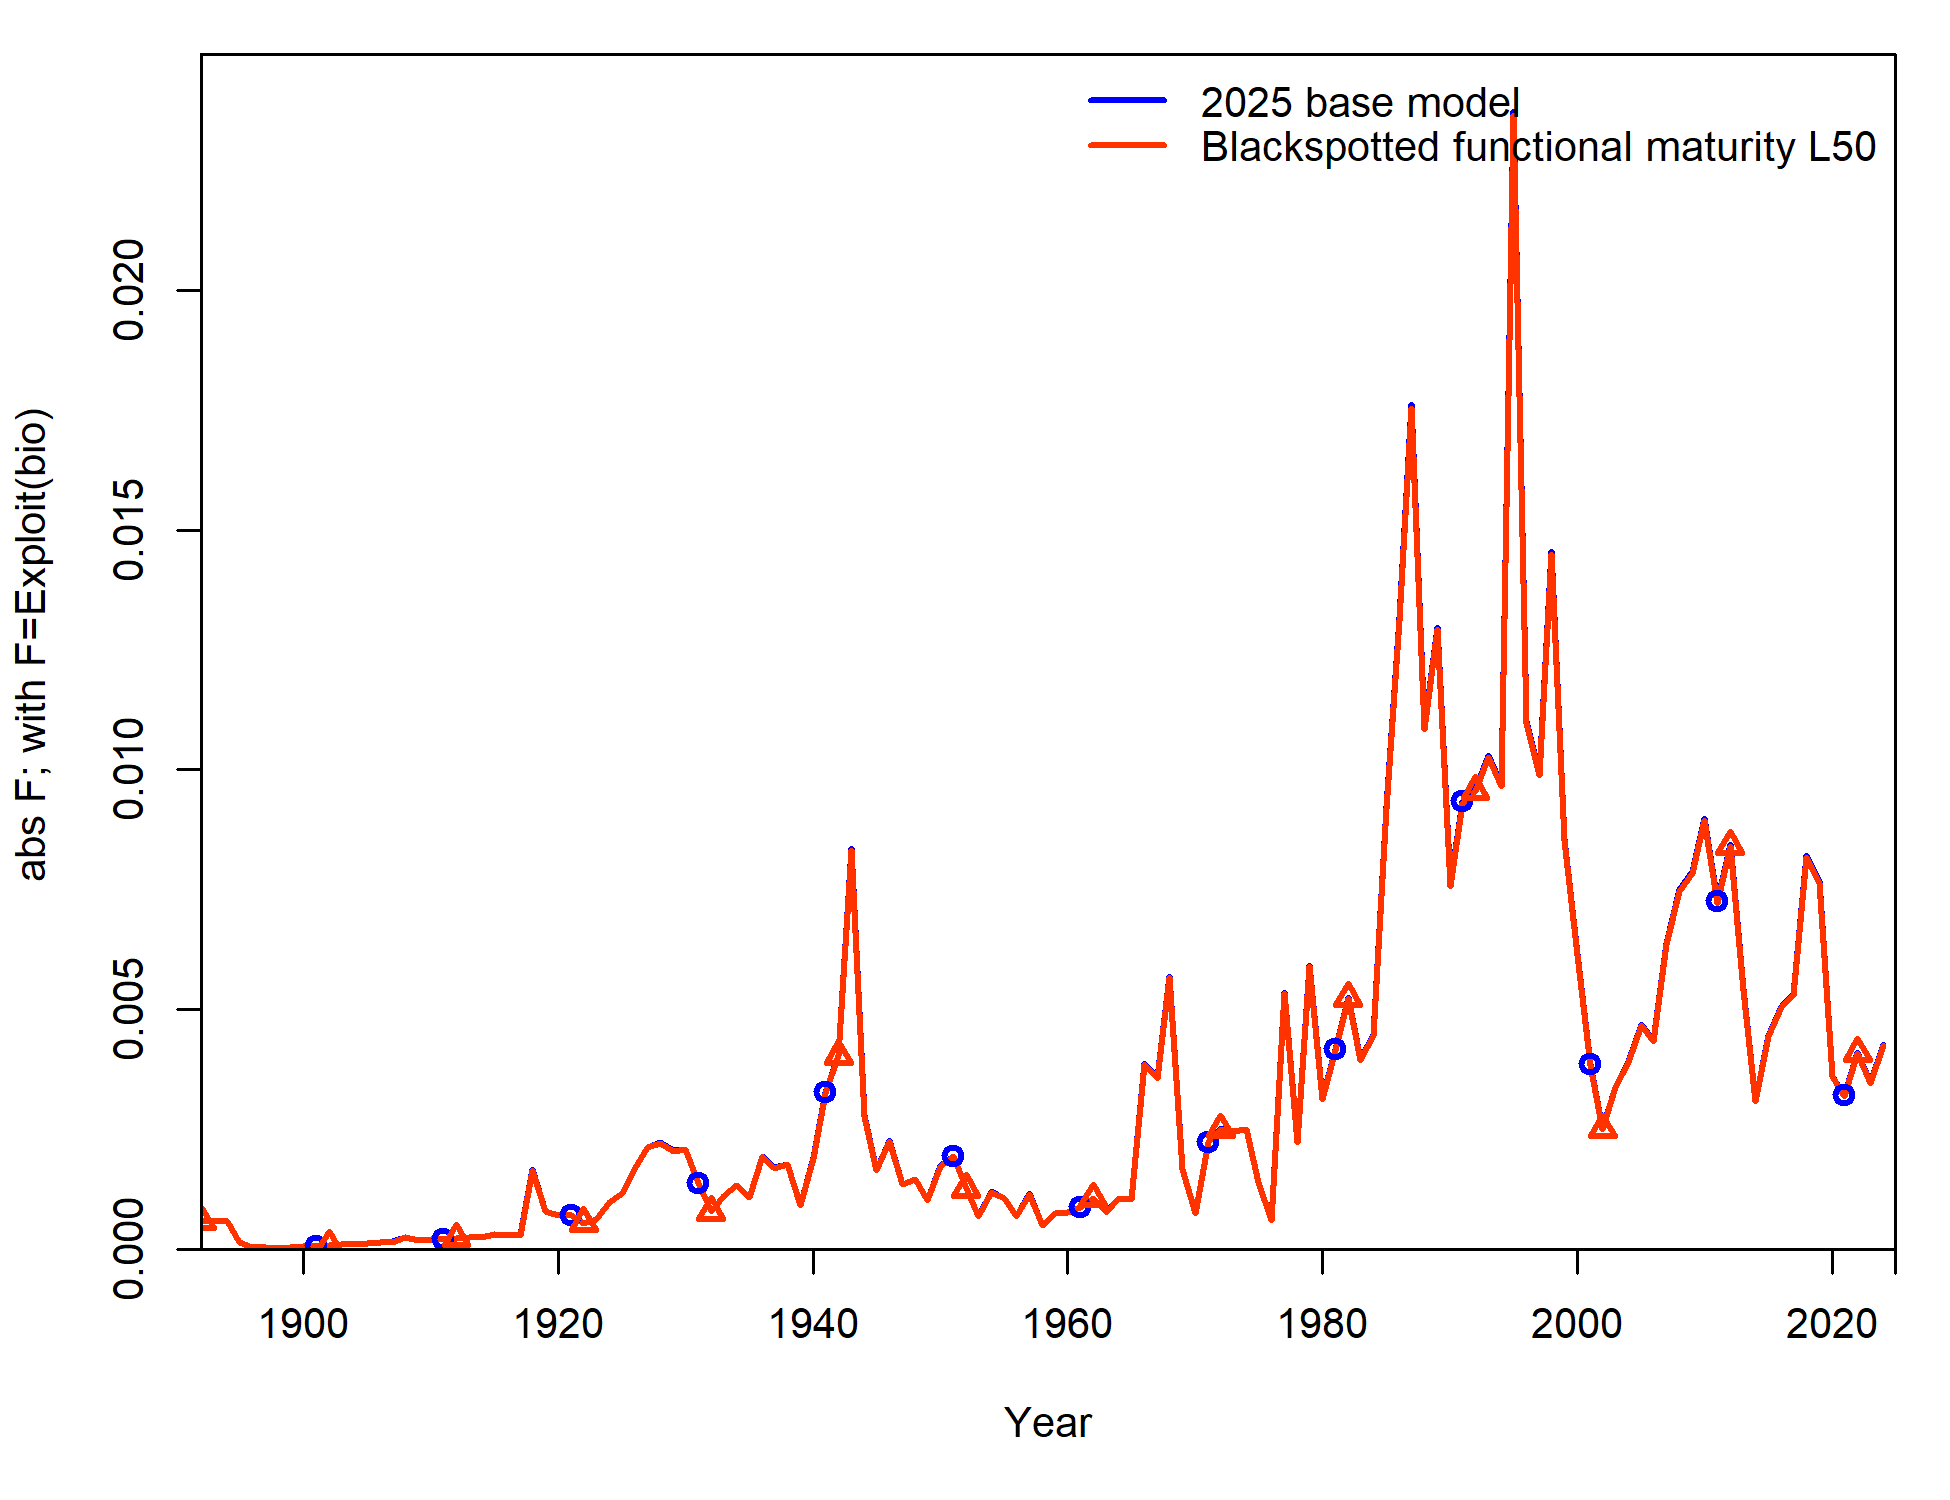 2025 base model
Blackspotted functional maturity L50
abs F; with F=Exploit(bio)
0.020
0.015
0.010
0.005
0.000
1900 1920 1940 1960 1980 2000 2020
Year